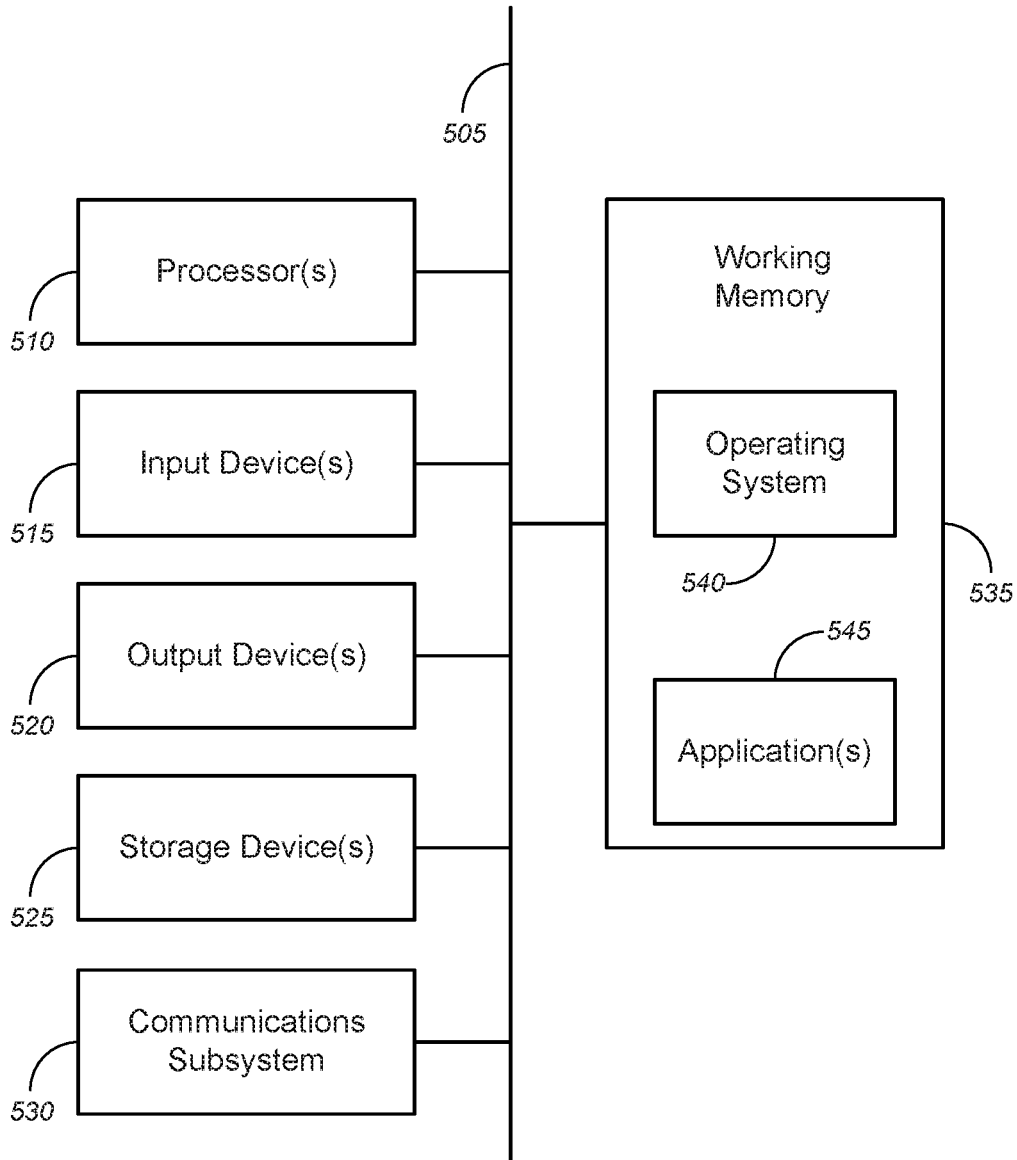 505
Processor(s)
510
Input Device(s)
515
Output Device(s)
520
Storage Device(s)
525
Communications
Subsystem
530
Working
Memory
Operating
System
540
535
545
Application(s)